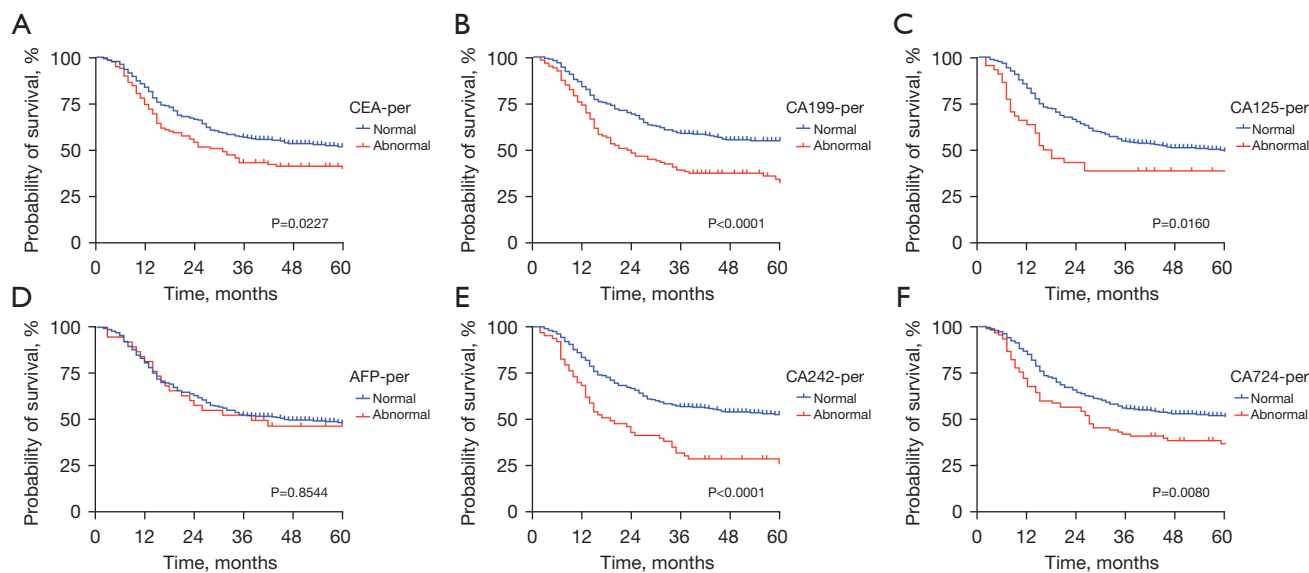 A
Probability of survival, %
100
75
50
25
0
0 12 24 36 48 60
Time, months
CEA-per
Normal
Abnormal
P=0.0227
B
Probability of survival, %
100
75
50
25
0
0 12 24 36 48 60
Time, months
CA199-per
Normal
Abnormal
P<0.0001
C
Probability of survival, %
100
75
50
25
0
0 12 24 36 48 60
Time, months
CA125-per
Normal
Abnormal
P=0.0160
D
Probability of survival, %
100
75
50
25
0
0 12 24 36 48 60
Time, months
AFP-per
Normal
Abnormal
P=0.8544
E
Probability of survival, %
100
75
50
25
0
0 12 24 36 48 60
Time, months
CA242-per
Normal
Abnormal
P<0.0001
F
Probability of survival, %
100
75
50
25
0
0 12 24 36 48 60
Time, months
CA724-per
Normal
Abnormal
P=0.0080